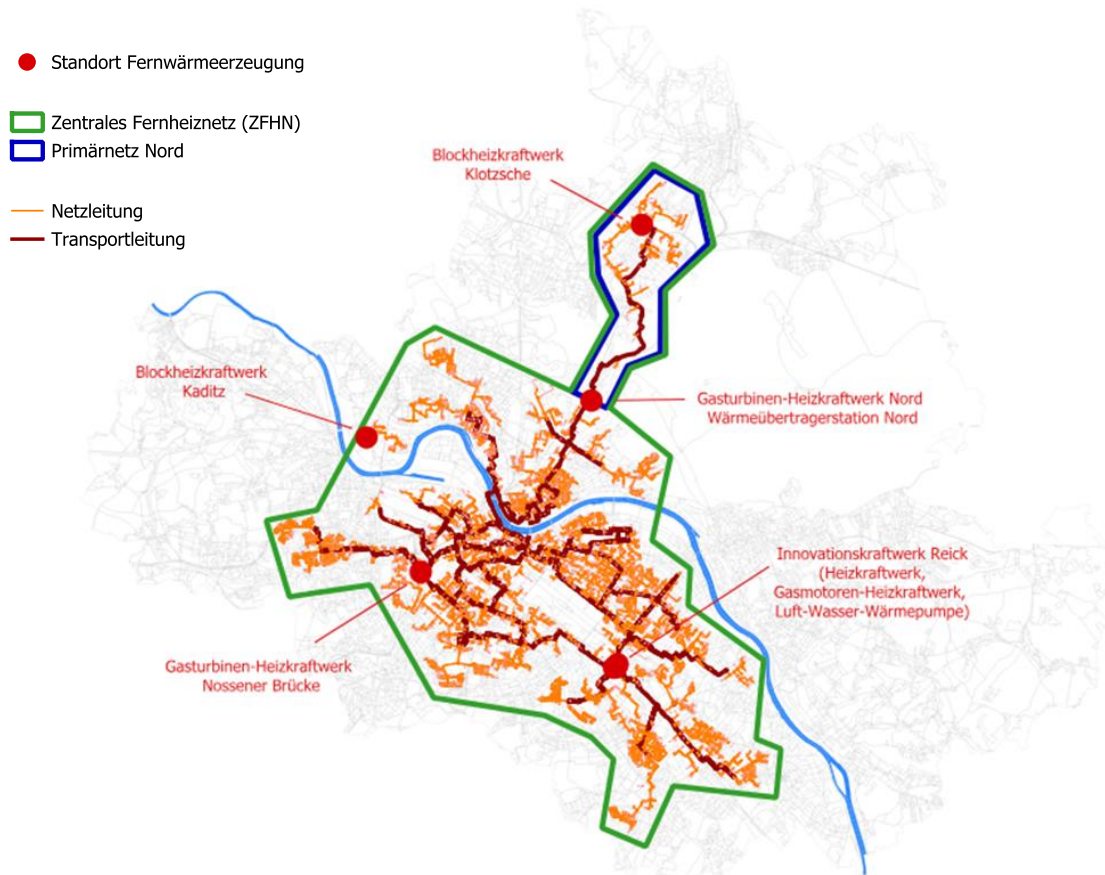 Standort Fernwärmeerzeugung
Zentrales Fernheiznetz (ZFHN)
Primärnetz Nord
Netzleitung
Transportleitung
Blockheizkraftwerk
Klotzsche
Blockheizkraftwerk
Kaditz
Gasturbinen-Heizkraftwerk Nord
Wärmeübertragerstation Nord
Innovationskraftwerk Reick
(Heizkraftwerk,
Gasmotoren-Heizkraftwerk,
Luft-Wasser-Wärmepumpe)
Gasturbinen-Heizkraftwerk
Nossener Brücke